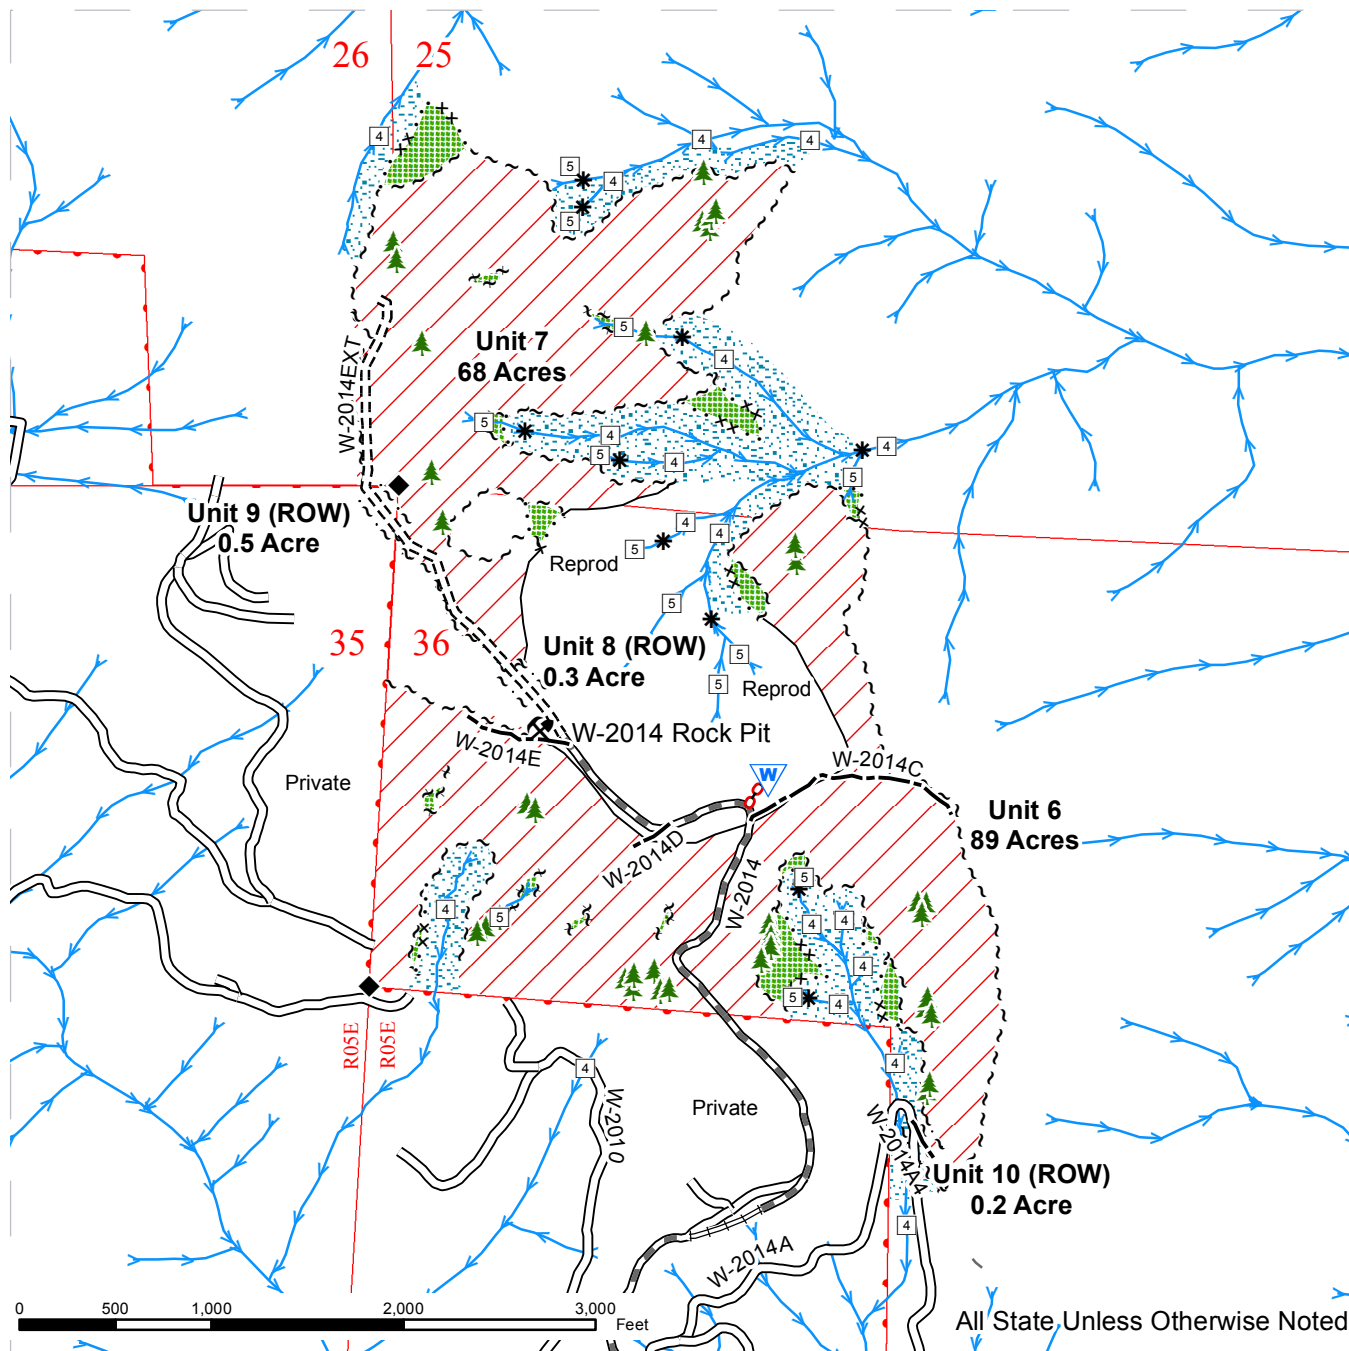 26 25
4
4
4
5
4
5
5
4
Unit 7
68 Acres
W-2014EXT
5
4
5
4
4
5
5
Unit 9 (ROW)
0.5 Acre
4
4
5
Reprod
5
35 36
Unit 8 (ROW)
0.3 Acre
5
5
Reprod
W-2014 Rock Pit
W-2014E
W-2014C
W
Private
Unit 6
89 Acres
W-2014D
W-2014
5
4
5
4
4
4
5
4
R05E
R05E
4
4
W-2010
Private
W-2014A4
Unit 10 (ROW)
0.2 Acre
4
W-2014A
0 500 1,000 2,000 3,000
Feet
All State Unless Otherwise Noted